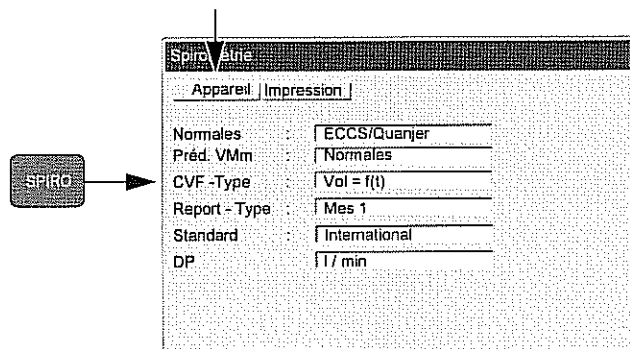 Spirométrie
Appareil Impression
Normales : ECCS/Quanjer
Préd. VMm : Normales
SPIRO
CVF -Type : Vol = f(t)
Report - Type : Mes 1
Standard : International
DP l / min